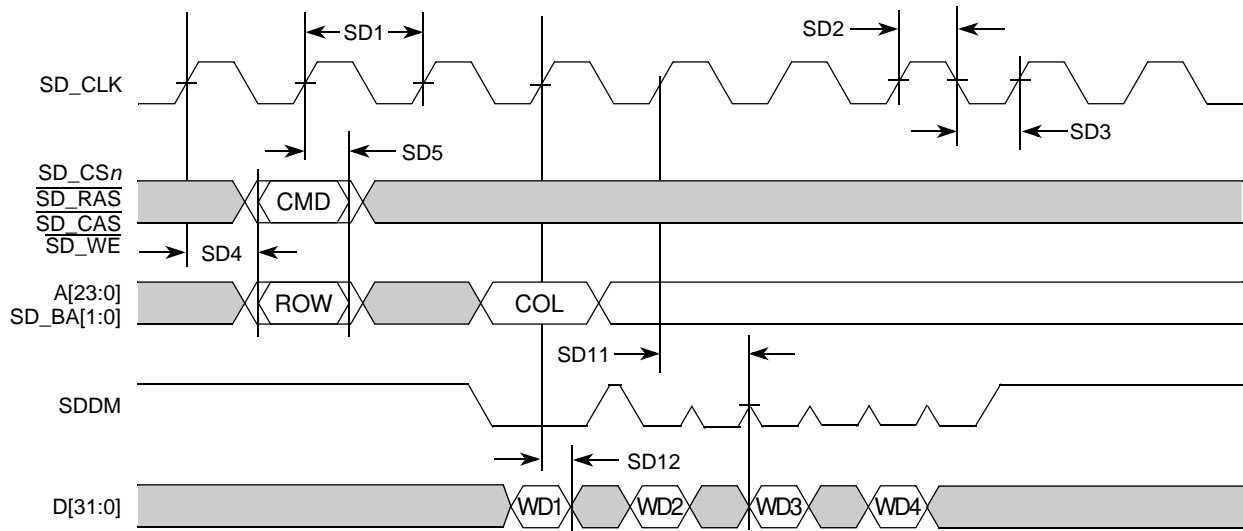 SD1
SD2
SD_CLK
SD3
SD5
SD_CSn
SD_RAS
CMD
SD_CAS
SD_WE
SD4
A[23:0]
ROW
COL
SD_BA[1:0]
SD11
SDDM
SD12
D[31:0]
WD1
WD2
WD3
WD4